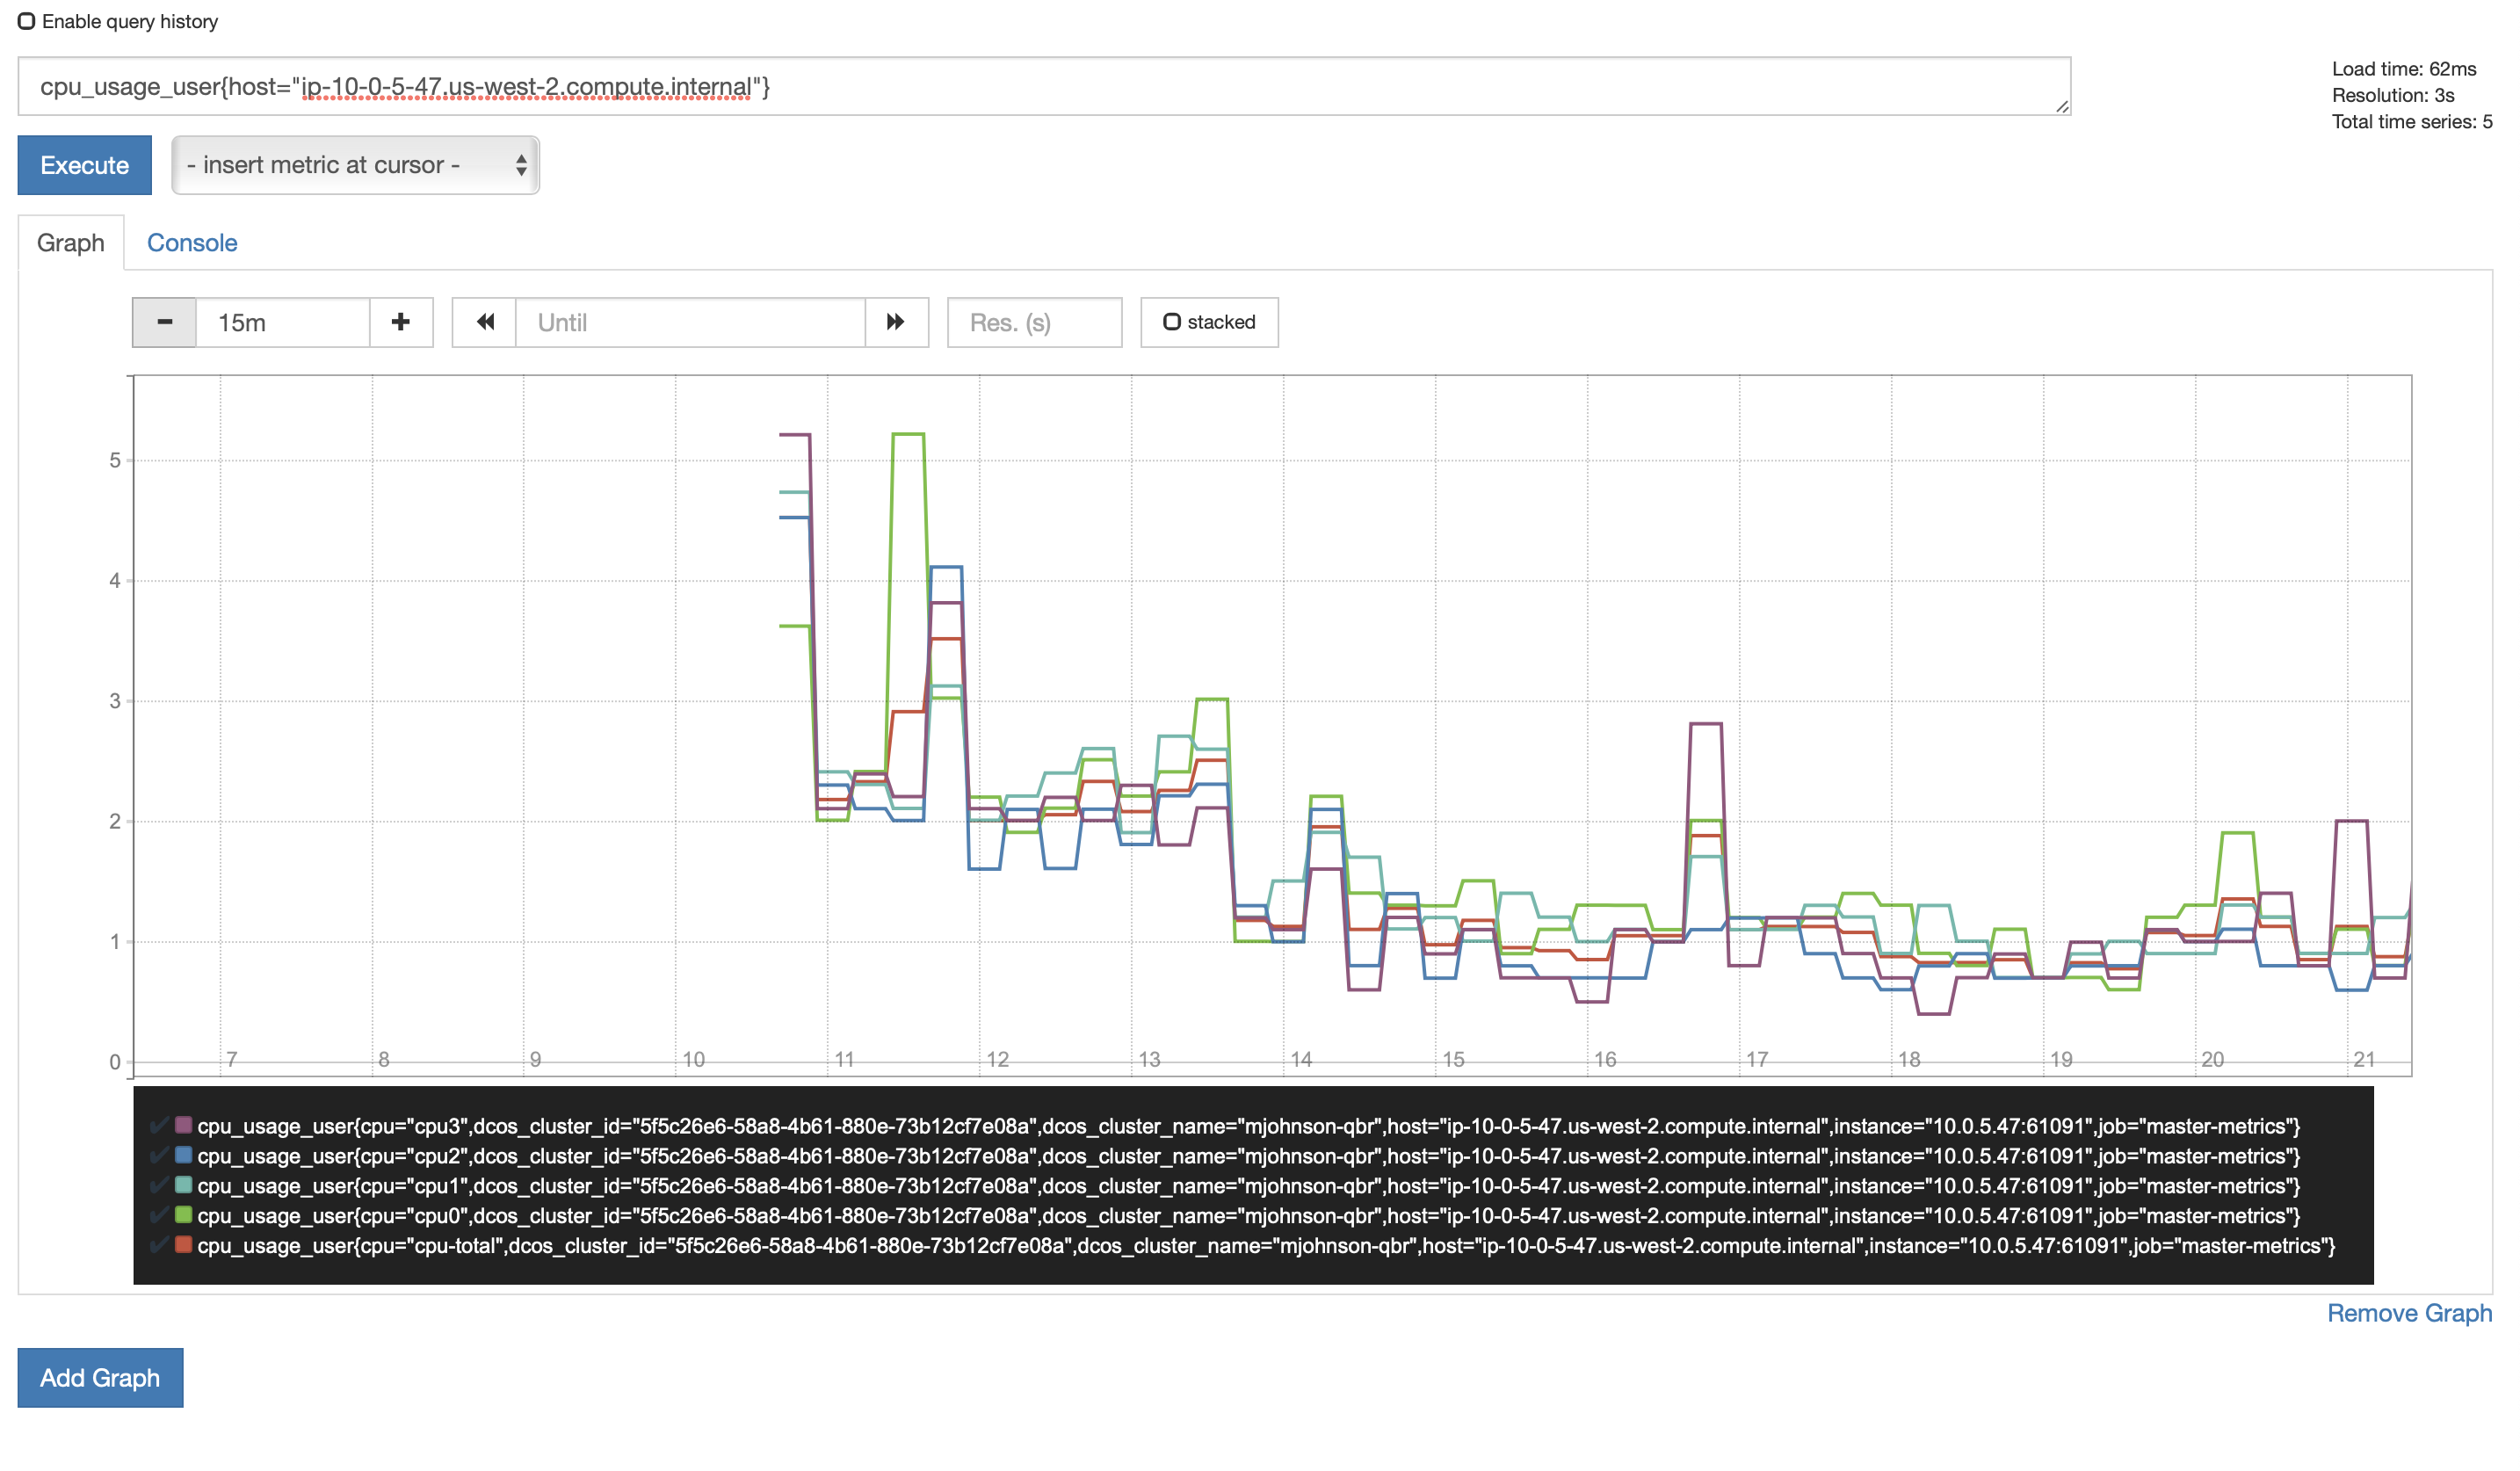 Enable query history
cpu_usage_user{host="ip-10-0-5-47.us-west-2.compute.internal"}
Load time: 62ms
Resolution: 3s
Total time series: 5
Execute
- insert metric at cursor -
Graph
Console
15m
Until
Res. (s)
stacked
5
4
3
2
1
0
7 8 9 10 11 12 13 14 15 16 17 18 19 20 21
cpu_usage_user{cpu="cpu3",dcos_cluster_id="5f5c26e6-58a8-4b61-880e-73b12cf7e08a",dcos_cluster_name="mjohnson-qbr",host="ip-10-0-5-47.us-west-2.compute.internal",instance="10.0.5.47:61091",job="master-metrics"}
cpu_usage_user{cpu="cpu2",dcos_cluster_id="5f5c26e6-58a8-4b61-880e-73b12cf7e08a",dcos_cluster_name="mjohnson-qbr",host="ip-10-0-5-47.us-west-2.compute.internal",instance="10.0.5.47:61091",job="master-metrics"}
cpu_usage_user{cpu="cpu1",dcos_cluster_id="5f5c26e6-58a8-4b61-880e-73b12cf7e08a",dcos_cluster_name="mjohnson-qbr",host="ip-10-0-5-47.us-west-2.compute.internal",instance="10.0.5.47:61091",job="master-metrics"}
cpu_usage_user{cpu="cpu0",dcos_cluster_id="5f5c26e6-58a8-4b61-880e-73b12cf7e08a",dcos_cluster_name="mjohnson-qbr",host="ip-10-0-5-47.us-west-2.compute.internal",instance="10.0.5.47:61091",job="master-metrics"}
cpu_usage_user{cpu="cpu-total",dcos_cluster_id="5f5c26e6-58a8-4b61-880e-73b12cf7e08a",dcos_cluster_name="mjohnson-qbr",host="ip-10-0-5-47.us-west-2.compute.internal",instance="10.0.5.47:61091",job="master-metrics"}
Remove Graph
Add Graph